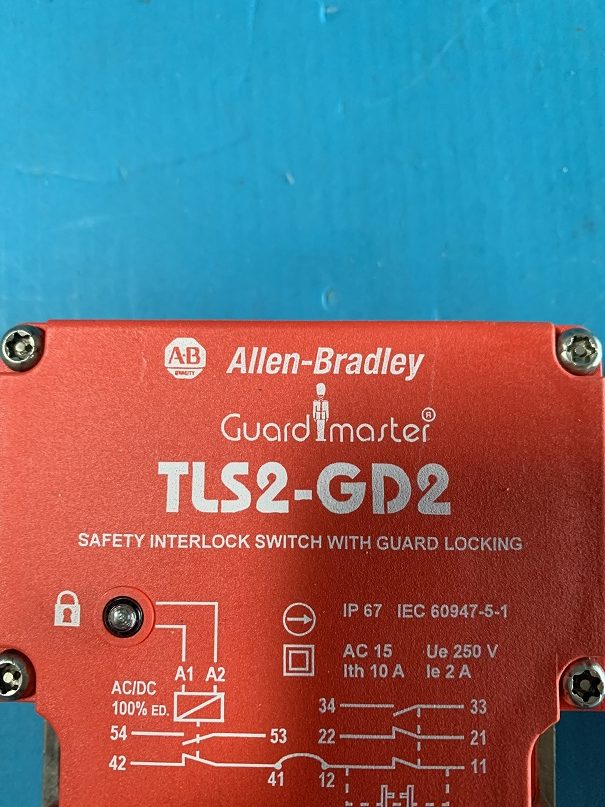 A·B Allen-Bradley
QUALITY
Guardmaster®
TLS2-GD2
SAFETY INTERLOCK SWITCH WITH GUARD LOCKING
IP 67 IEC 60947-5-1
AC 15 Ue 250 V
Ith 10 A Ie 2 A
A1 A2
AC/DC
100% ED.
34 33
54 53 22 21
42 41 12 11